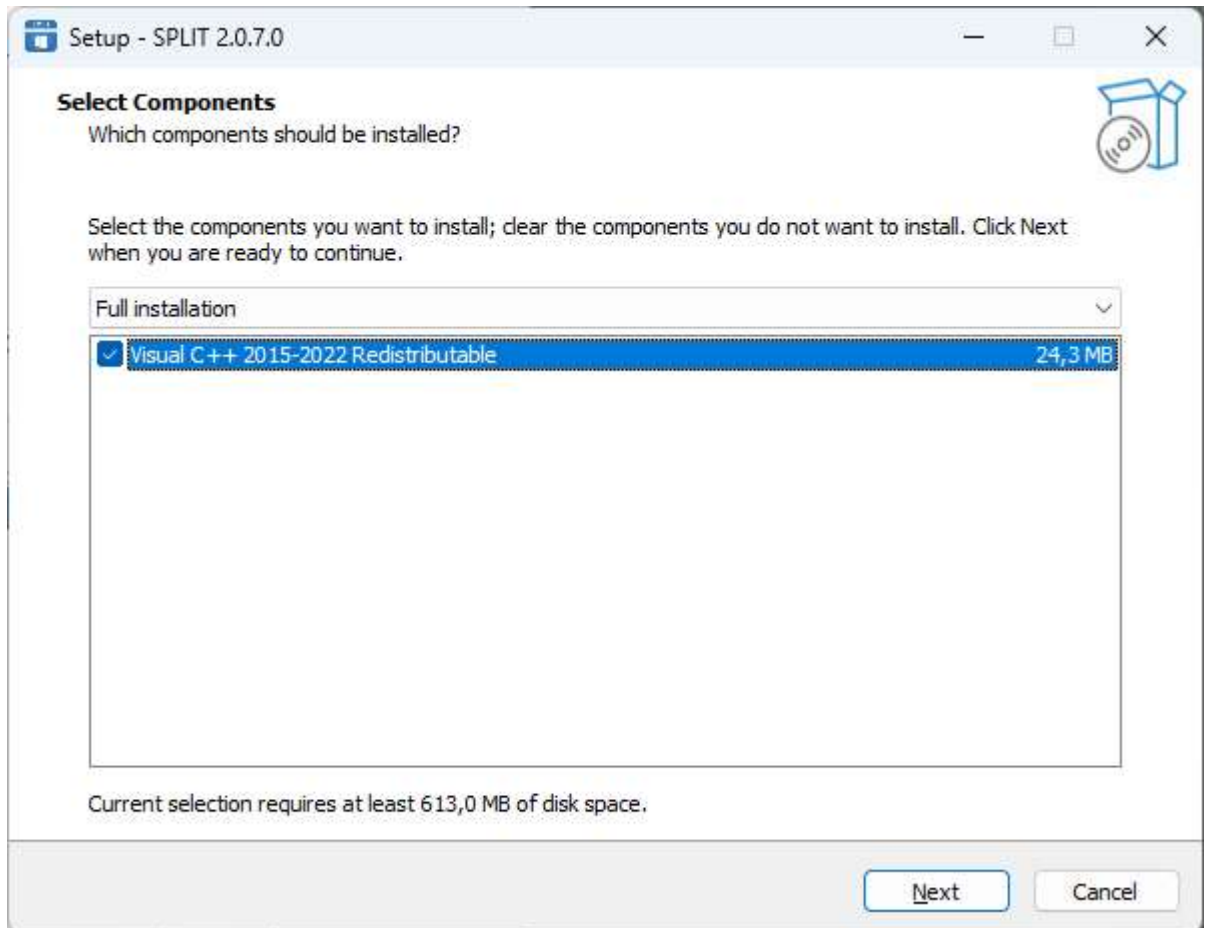 Setup - SPLIT 2.0.7.0
Select Components
Which components should be installed?
Select the components you want to install; clear the components you do not want to install. Click Next
when you are ready to continue.
Full installation
Visual C++ 2015-2022 Redistributable 24,3 MB
Current selection requires at least 613,0 MB of disk space.
Next Cancel